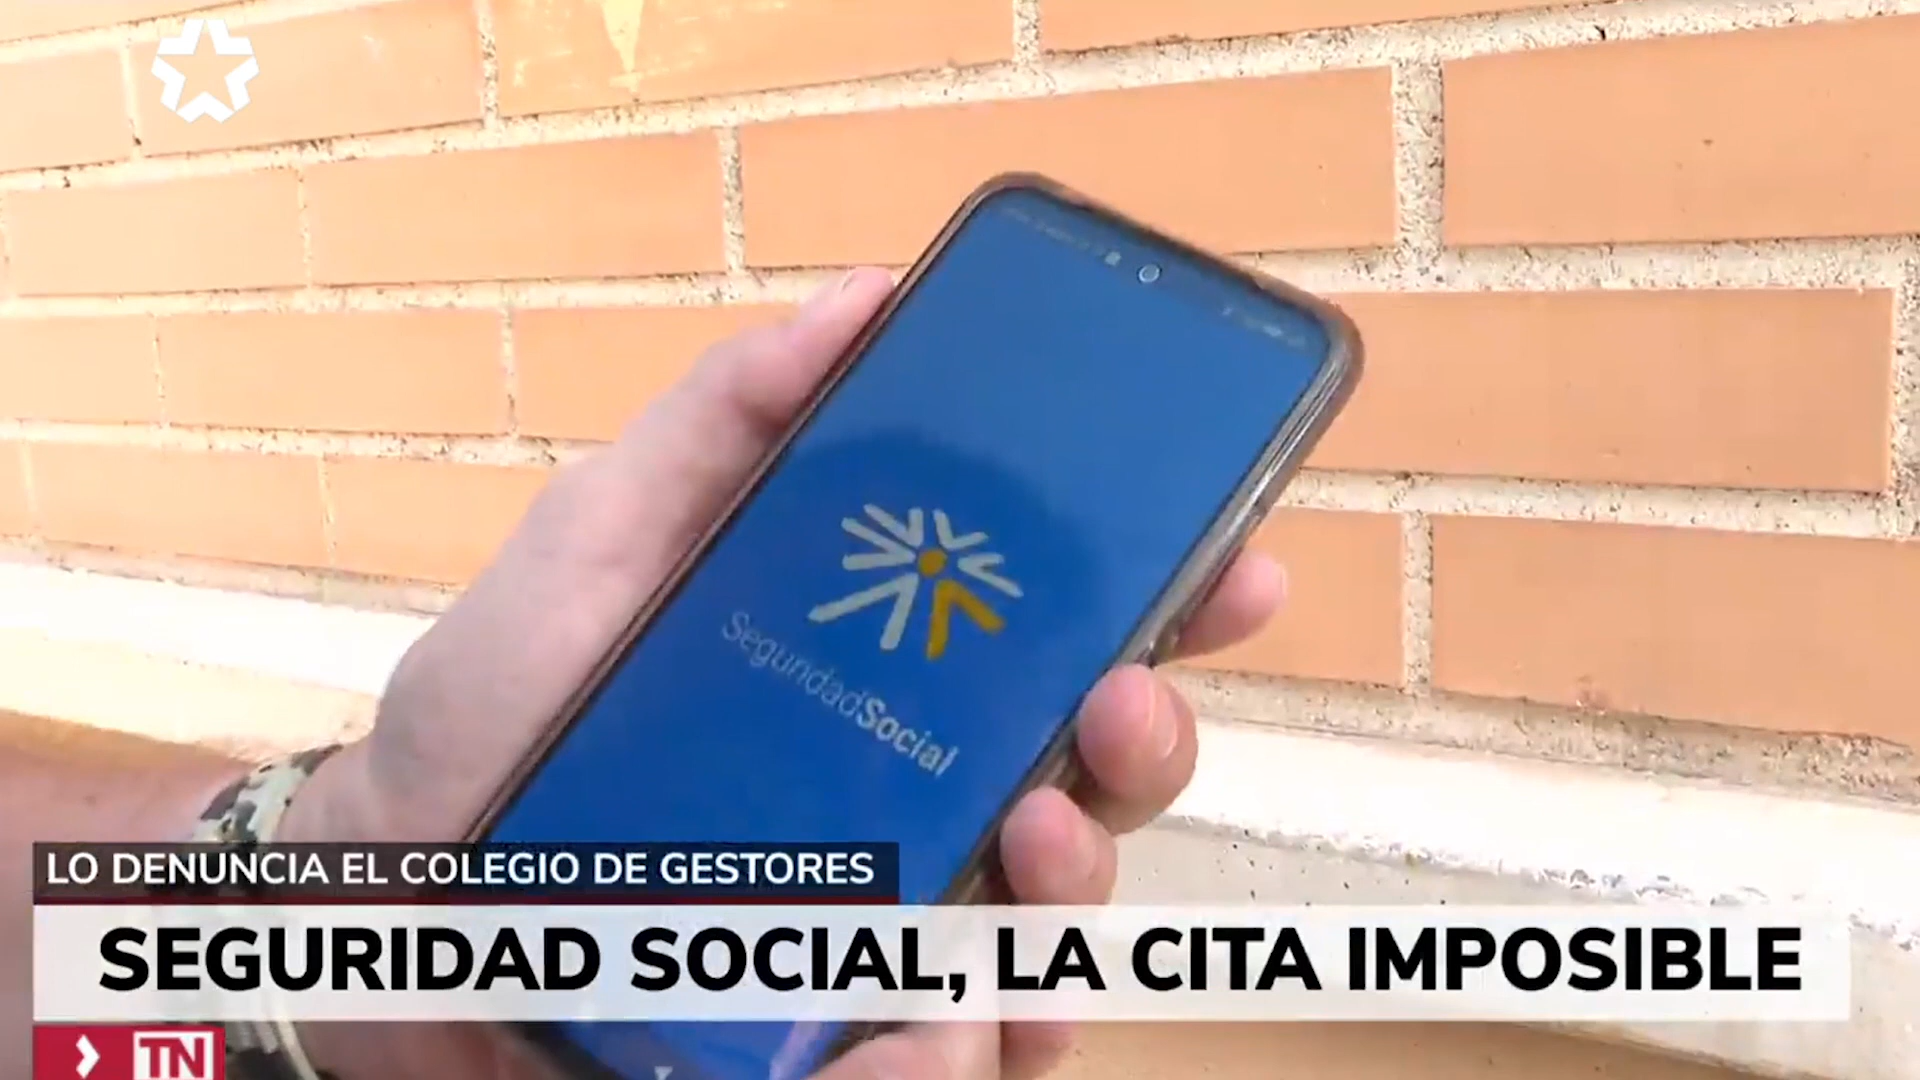 SeguridadSocial
LO DENUNCIA EL COLEGIO DE GESTORES
SEGURIDAD SOCIAL, LA CITA IMPOSIBLE
TN